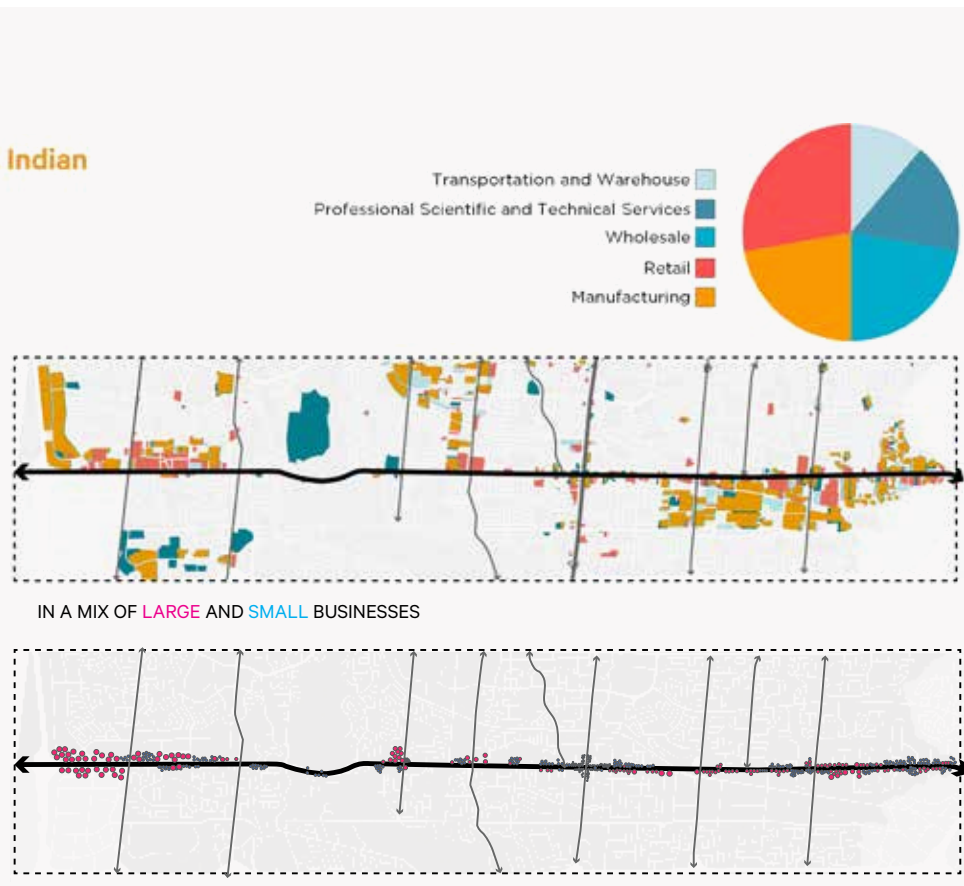 Indian
Transportation and Warehouse
Professional Scientific and Technical Services
Wholesale
Retail
Manufacturing
IN A MIX OF LARGE AND SMALL BUSINESSES